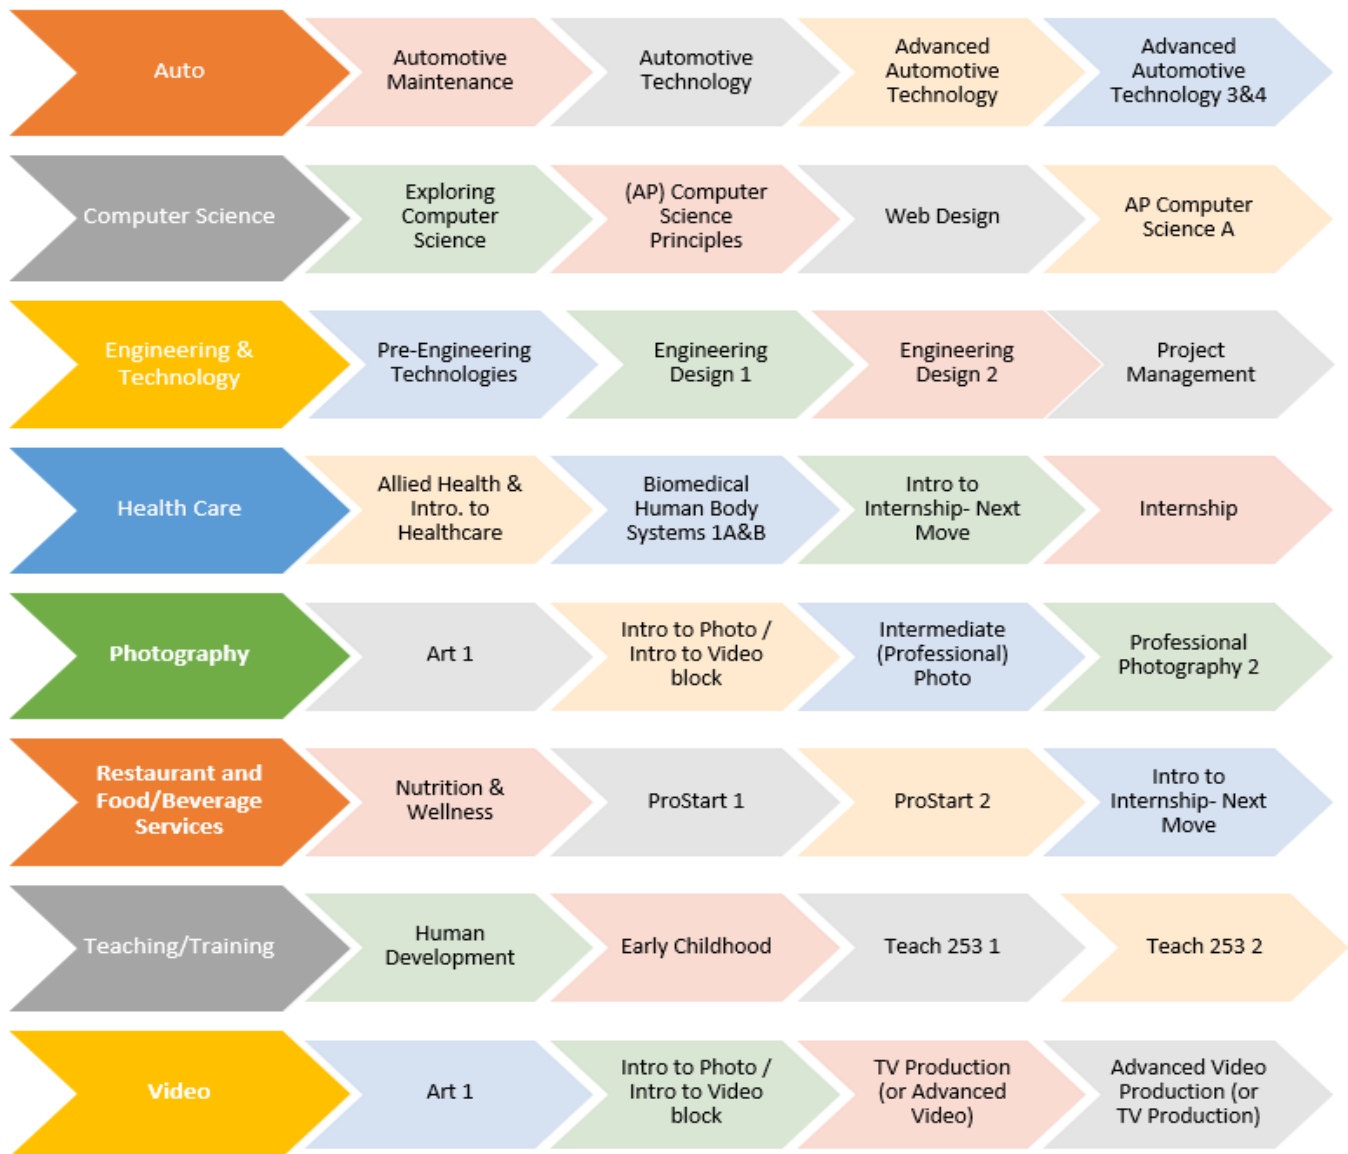 Auto
Automotive
Maintenance
Automotive
Technology
Advanced
Automotive
Technology
Advanced
Automotive
Technology 3&4
Computer Science
Exploring
Computer
Science
(AP) Computer
Science
Principles
Web Design
AP Computer
Science A
Engineering &
Technology
Pre-Engineering
Technologies
Engineering
Design 1
Engineering
Design 2
Project
Management
Health Care
Allied Health &
Intro. to
Healthcare
Biomedical
Human Body
Systems 1A&B
Intro to
Internship- Next
Move
Internship
Photography
Art 1
Intro to Photo /
Intro to Video
block
Intermediate
(Professional)
Photo
Professional
Photography 2
Restaurant and
Food/Beverage
Services
Nutrition &
Wellness
ProStart 1
ProStart 2
Intro to
Internship- Next
Move
Teaching/Training
Human
Development
Early Childhood
Teach 253 1
Teach 253 2
Video
Art 1
Intro to Photo /
Intro to Video
block
TV Production
(or Advanced
Video)
Advanced Video
Production (or
TV Production)